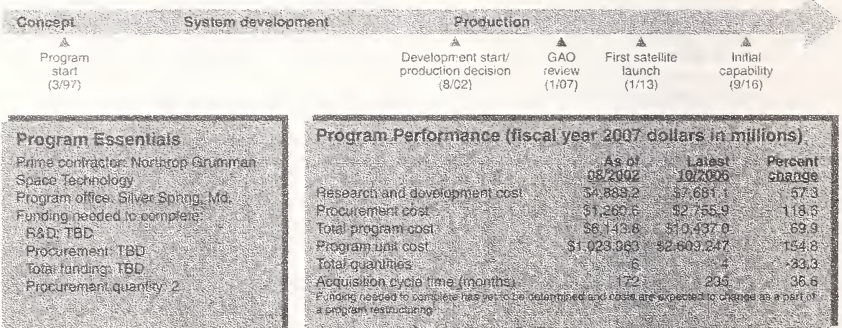 Concept System development Production
Program start (3/97)
Development start/ production decision (8/02)
GAO review (1/07)
First satellite launch (1/13)
Initial capability (9/16)
Program Essentials
Prime contractor: Northrop Grumman
Space Technology
Program office: Silver Spring, Md.
Funding needed to complete:
R&D: TBD
Procurement: TBD
Total funding: TBD
Procurement quantity: 2
Program Performance (fiscal year 2007 dollars in millions)
As of 08/2002 Latest 10/2006 Percent change
Research and development cost $4,883.2 $7,681.1 57.3
Procurement cost $1,260.6 $2,755.9 118.6
Total program cost $6,143.8 $10,437.0 69.9
Program unit cost $1,023.963 $2,609.247 154.8
Total quantities 6 4 -33.3
Acquisition cycle time (months) 172 235 36.6
Funding needed to complete has yet to be determined and costs are expected to change as a part of
a program restructuring.